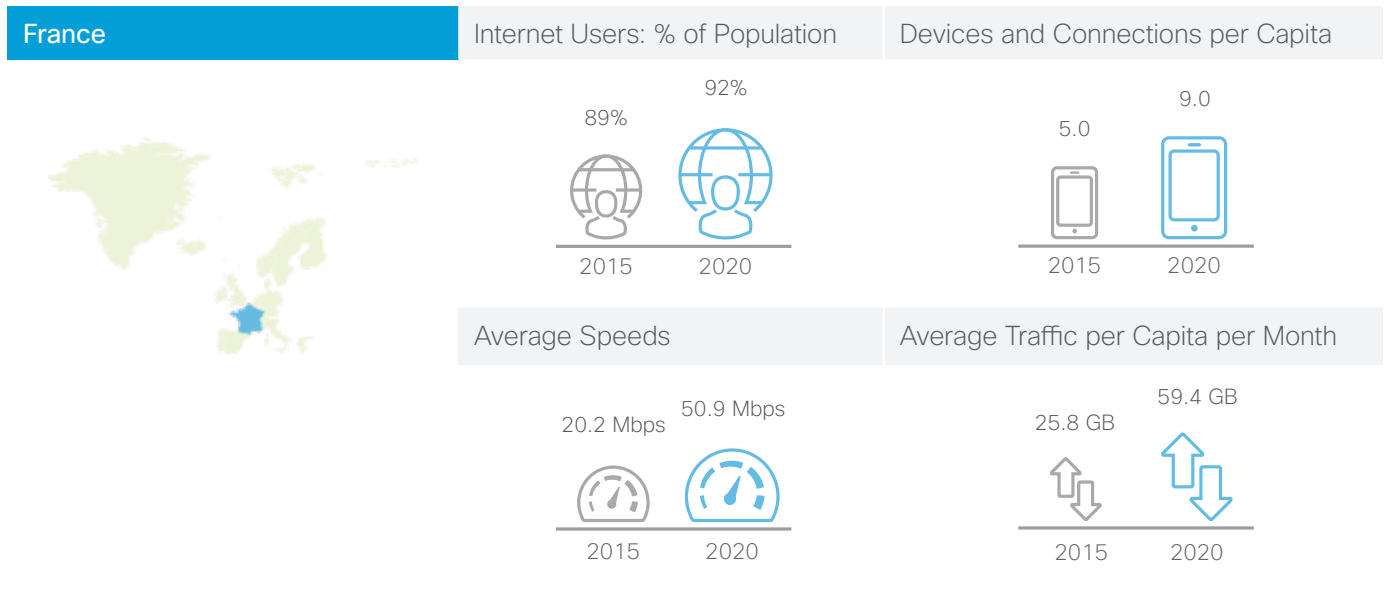 France
Internet Users: % of Population
Devices and Connections per Capita
89%
92%
2015
2020
5.0
9.0
2015
2020
Average Speeds
Average Traffic per Capita per Month
20.2 Mbps
50.9 Mbps
2015
2020
25.8 GB
59.4 GB
2015
2020